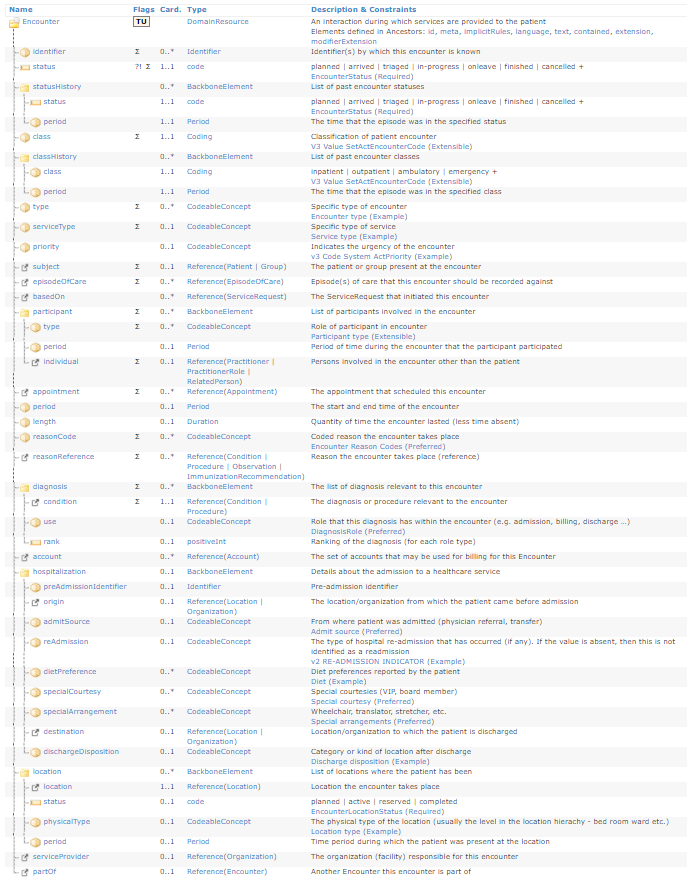 Name Flags Card. Type Description & Constraints
Encounter TU DomainResource An interaction during which services are provided to the patient
Elements defined in Ancestors: id, meta, implicitRules, language, text, contained, extension,
modifierExtension
identifier Σ 0..* Identifier Identifier(s) by which this encounter is known
status ?! Σ 1..1 code planned | arrived | triaged | in-progress | onleave | finished | cancelled +
EncounterStatus (Required)
statusHistory 0..* BackboneElement List of past encounter statuses
status 1..1 code planned | arrived | triaged | in-progress | onleave | finished | cancelled +
EncounterStatus (Required)
period 1..1 Period The time that the episode was in the specified status
class Σ 1..1 Coding Classification of patient encounter
V3 Value SetActEncounterCode (Extensible)
classHistory 0..* BackboneElement List of past encounter classes
class 1..1 Coding inpatient | outpatient | ambulatory | emergency +
V3 Value SetActEncounterCode (Extensible)
period 1..1 Period The time that the episode was in the specified class
type Σ 0..* CodeableConcept Specific type of encounter
Encounter type (Example)
serviceType Σ 0..1 CodeableConcept Specific type of service
Service type (Example)
priority 0..1 CodeableConcept Indicates the urgency of the encounter
v3 Code System ActPriority (Example)
subject Σ 0..1 Reference(Patient | Group) The patient or group present at the encounter
episodeOfCare Σ 0..* Reference(EpisodeOfCare) Episode(s) of care that this encounter should be recorded against
basedOn 0..* Reference(ServiceRequest) The ServiceRequest that initiated this encounter
participant Σ 0..* BackboneElement List of participants involved in the encounter
type Σ 0..* CodeableConcept Role of participant in encounter
Participant type (Extensible)
period 0..1 Period Period of time during the encounter that the participant participated
individual Σ 0..1 Reference(Practitioner | Persons involved in the encounter other than the patient
PractitionerRole |
RelatedPerson)
appointment Σ 0..* Reference(Appointment) The appointment that scheduled this encounter
period 0..1 Period The start and end time of the encounter
length 0..1 Duration Quantity of time the encounter lasted (less time absent)
reasonCode Σ 0..* CodeableConcept Coded reason the encounter takes place
Encounter Reason Codes (Preferred)
reasonReference Σ 0..* Reference(Condition | Reason the encounter takes place (reference)
Procedure | Observation |
ImmunizationRecommendation)
diagnosis Σ 0..* BackboneElement The list of diagnosis relevant to this encounter
condition Σ 1..1 Reference(Condition | The diagnosis or procedure relevant to the encounter
Procedure)
use 0..1 CodeableConcept Role that this diagnosis has within the encounter (e.g. admission, billing, discharge …)
DiagnosisRole (Preferred)
rank 0..1 positiveInt Ranking of the diagnosis (for each role type)
account 0..* Reference(Account) The set of accounts that may be used for billing for this Encounter
hospitalization 0..1 BackboneElement Details about the admission to a healthcare service
preAdmissionIdentifier 0..1 Identifier Pre-admission identifier
origin 0..1 Reference(Location | The location/organization from which the patient came before admission
Organization)
admitSource 0..1 CodeableConcept From where patient was admitted (physician referral, transfer)
Admit source (Preferred)
reAdmission 0..1 CodeableConcept The type of hospital re-admission that has occurred (if any). If the value is absent, then this is not
identified as a readmission
v2 RE-ADMISSION INDICATOR (Example)
dietPreference 0..* CodeableConcept Diet preferences reported by the patient
Diet (Example)
specialCourtesy 0..* CodeableConcept Special courtesies (VIP, board member)
Special courtesy (Preferred)
specialArrangement 0..* CodeableConcept Wheelchair, translator, stretcher, etc.
Special arrangements (Preferred)
destination 0..1 Reference(Location | Location/organization to which the patient is discharged
Organization)
dischargeDisposition 0..1 CodeableConcept Category or kind of location after discharge
Discharge disposition (Example)
location 0..* BackboneElement List of locations where the patient has been
location 1..1 Reference(Location) Location the encounter takes place
status 0..1 code planned | active | reserved | completed
EncounterLocationStatus (Required)
physicalType 0..1 CodeableConcept The physical type of the location (usually the level in the location hierachy - bed room ward etc.)
Location type (Example)
period 0..1 Period Time period during which the patient was present at the location
serviceProvider 0..1 Reference(Organization) The organization (facility) responsible for this encounter
partOf 0..1 Reference(Encounter) Another Encounter this encounter is part of